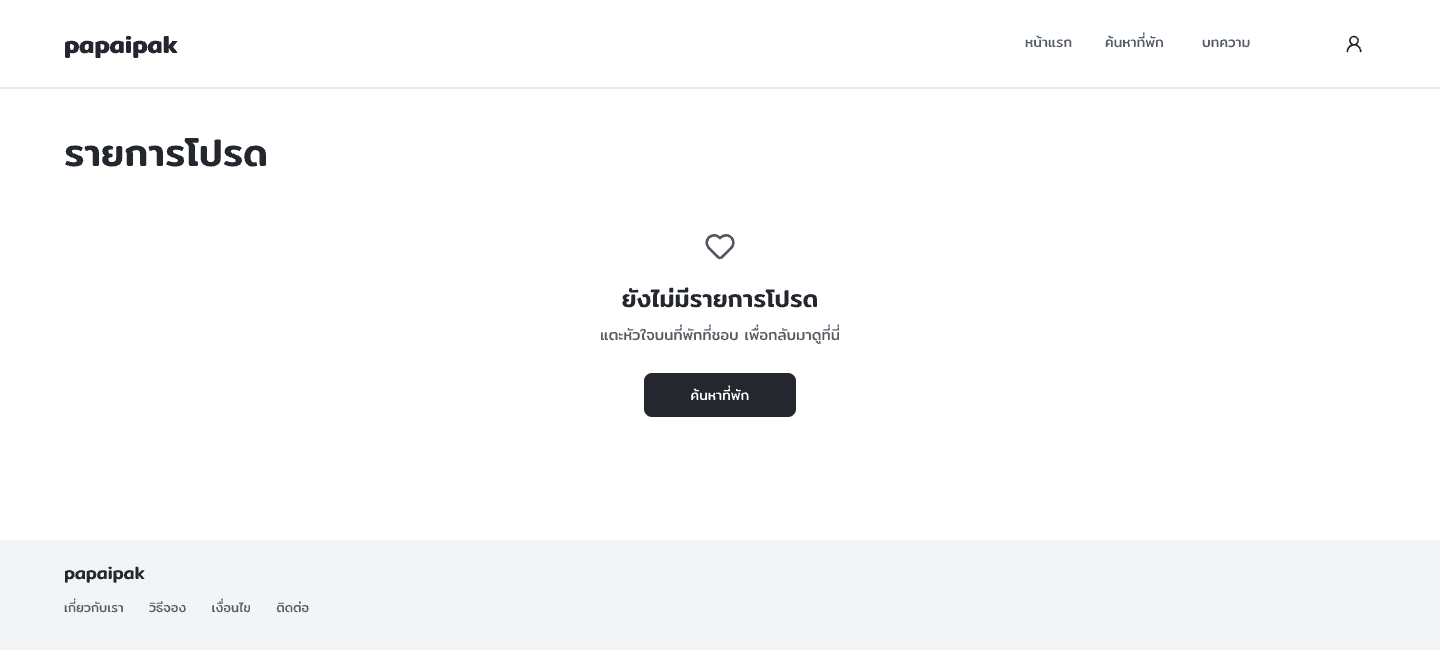 papaipak
หน้าแรก ค้นหาที่พัก บทความ
รายการโปรด
ยังไม่มีรายการโปรด
แตะหัวใจบนที่พักที่ชอบ เพื่อกลับมาดูที่นี่
ค้นหาที่พัก
papaipak
เกี่ยวกับเรา วิธีจอง เงื่อนไข ติดต่อ